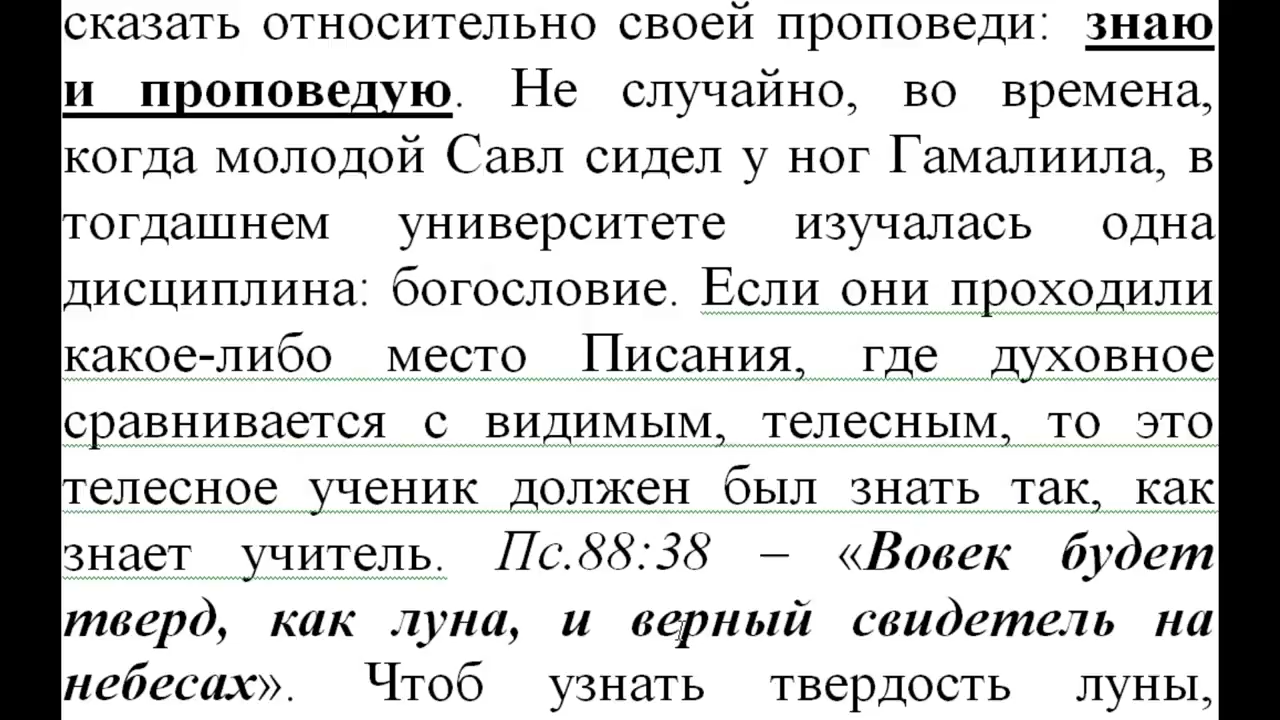 сказать относительно своей проповеди: знаю
и проповедую. Не случайно, во времена,
когда молодой Савл сидел у ног Гамалиила, в
тогдашнем университете изучалась одна
дисциплина: богословие. Если они проходили
какое-либо место Писания, где духовное
сравнивается с видимым, телесным, то это
телесное ученик должен был знать так, как
знает учитель. Пс.88:38 – «Вовек будет
тверд, как луна, и верный свидетель на
небесах». Чтоб узнать твердость луны,